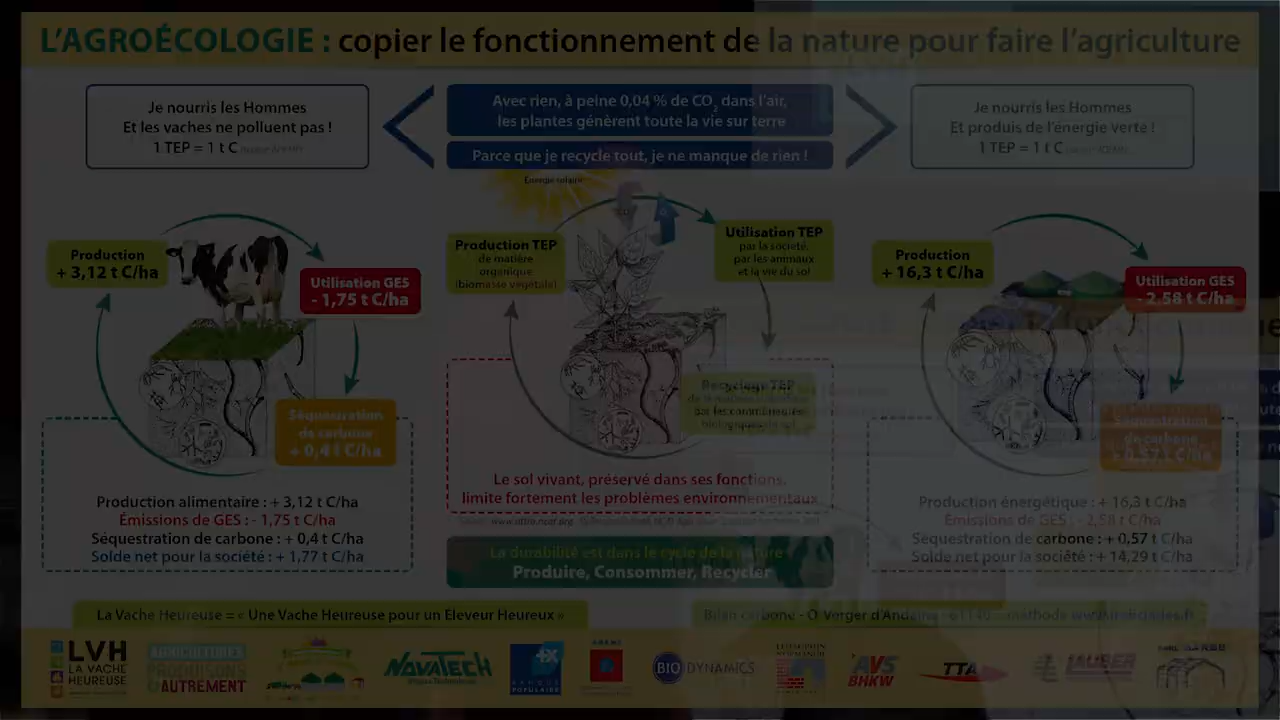 L'AGROÉCOLOGIE : copier le fonctionnement de la nature pour faire l'agriculture
Je nourris les Hommes
Et les vaches ne polluent pas !
1 TEP = 1 t C
Avec rien, à peine 0,04 % de CO2 dans l'air,
les plantes génèrent toute la vie sur terre
Parce que je recycle tout, je ne manque de rien !
Je nourris les Hommes
Et produis de l'énergie verte !
1 TEP = 1 t C
Énergie solaire
Production
+ 3,12 t C/ha
Utilisation GES
- 1,75 t C/ha
Séquestration
de carbone
+ 0,4 t C/ha
Production TEP
de matière
organique
(biomasse végétale)
Utilisation TEP
par la société,
par les animaux
et la vie du sol
Recyclage TEP
Production
+ 16,3 t C/ha
Utilisation GES
- 2,58 t C/ha
Séquestration
de carbone
+ 0,57 t C/ha
Production alimentaire : + 3,12 t C/ha
Émissions de GES : - 1,75 t C/ha
Séquestration de carbone : + 0,4 t C/ha
Solde net pour la société : + 1,77 t C/ha
Le sol vivant, préservé dans ses fonctions,
limite fortement les problèmes environnementaux
Production énergétique : + 16,3 t C/ha
Émissions de GES : - 2,58 t C/ha
Séquestration de carbone : + 0,57 t C/ha
Solde net pour la société : + 14,29 t C/ha
La durabilité est dans le cycle de la nature :
Produire, Consommer, Recycler
La Vache Heureuse = « Une Vache Heureuse pour un Eleveur Heureux »
LVH
LA VACHE
HEUREUSE
AGRICULTURES
PRODUISONS
AUTREMENT
NOVATECH
BANQUE
POPULAIRE
BIO DYNAMICS
AVS
BHKW
TTA
LAUBER